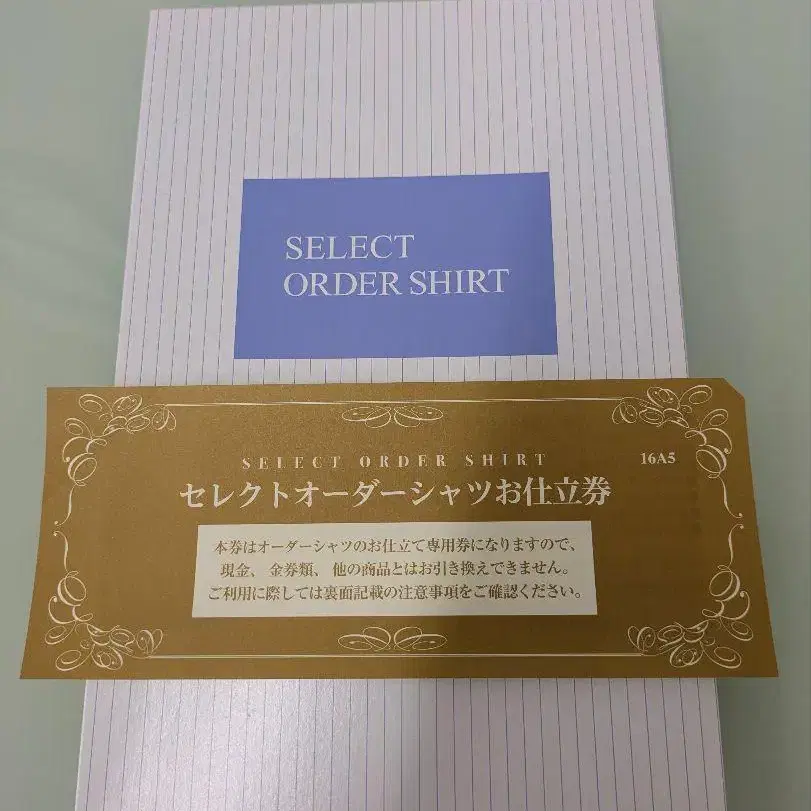 SELECT
ORDER SHIRT
SELECT ORDER SHIRT
16A5
セレクトオーダーシャツお仕立券
本券はオーダーシャツのお仕立て専用券になりますので、
現金、金券類、他の商品とはお引き換えできません。
ご利用に際しては裏面記載の注意事項をご確認ください。